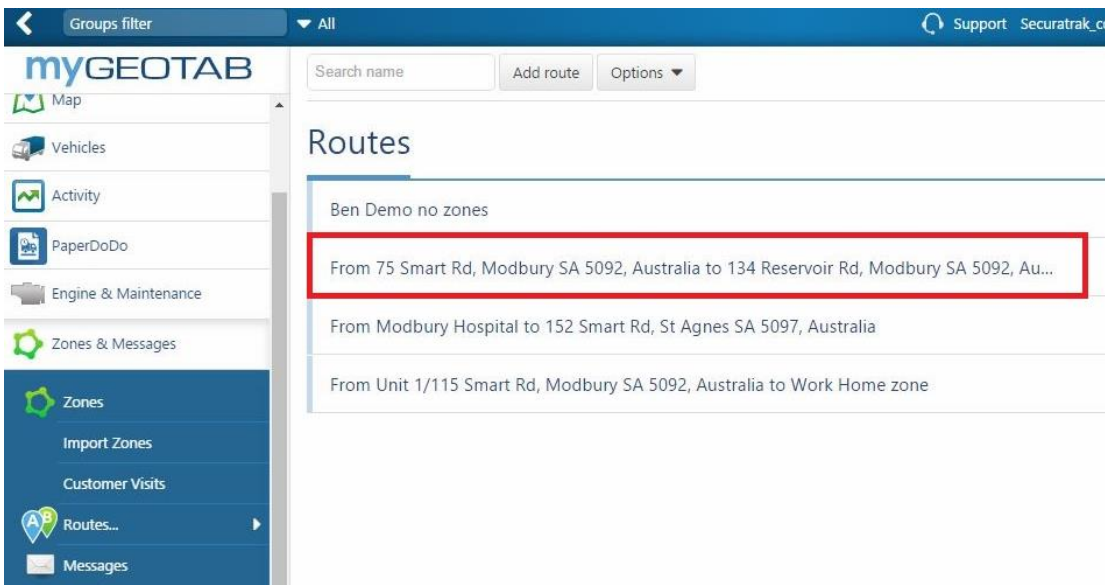 Groups filter
All
Support Securatrak_c
myGEOTAB
Search name
Add route
Options
Map
Vehicles
Activity
PaperDoDo
Engine & Maintenance
Zones & Messages
Zones
Import Zones
Customer Visits
AB
Routes...
Messages
Routes
Ben Demo no zones
From 75 Smart Rd, Modbury SA 5092, Australia to 134 Reservoir Rd, Modbury SA 5092, Au...
From Modbury Hospital to 152 Smart Rd, St Agnes SA 5097, Australia
From Unit 1/115 Smart Rd, Modbury SA 5092, Australia to Work Home zone